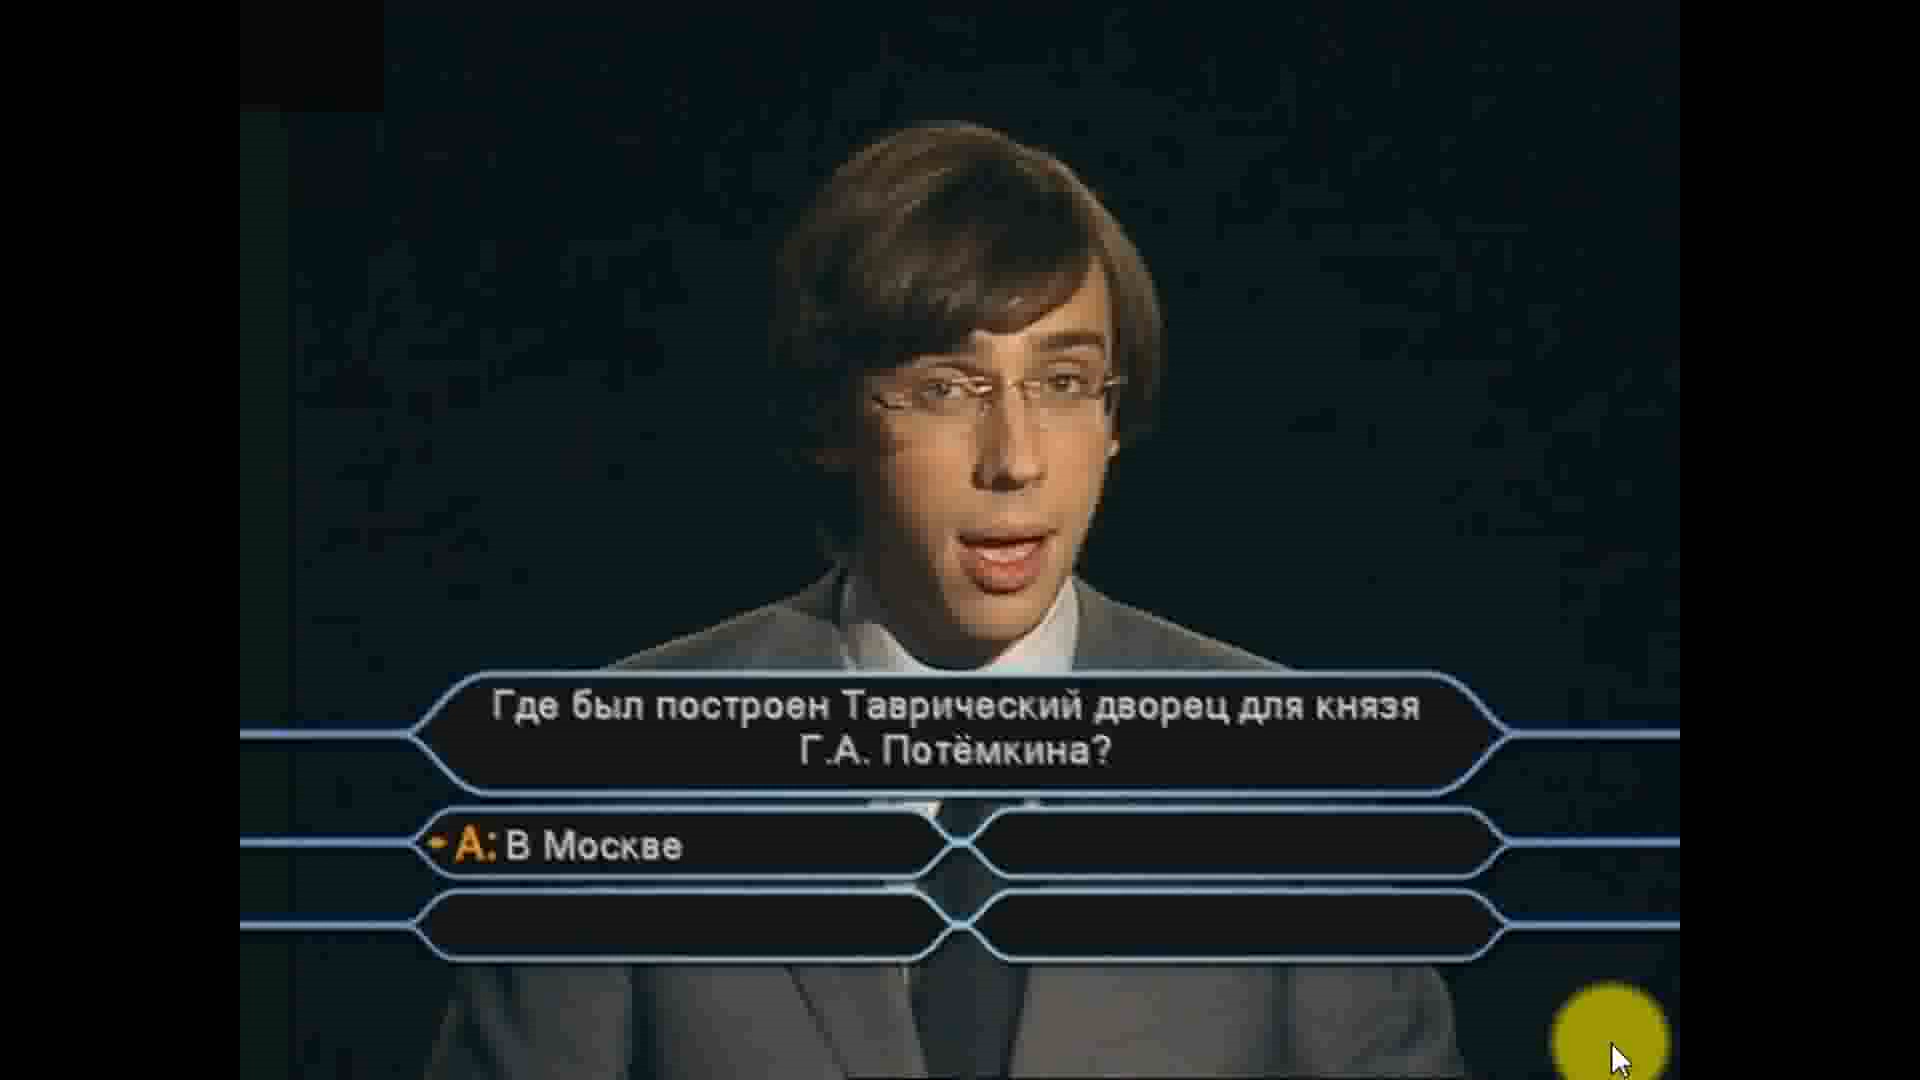 Где был построен Таврический дворец для князя
Г.А. Потёмкина?
А: В Москве